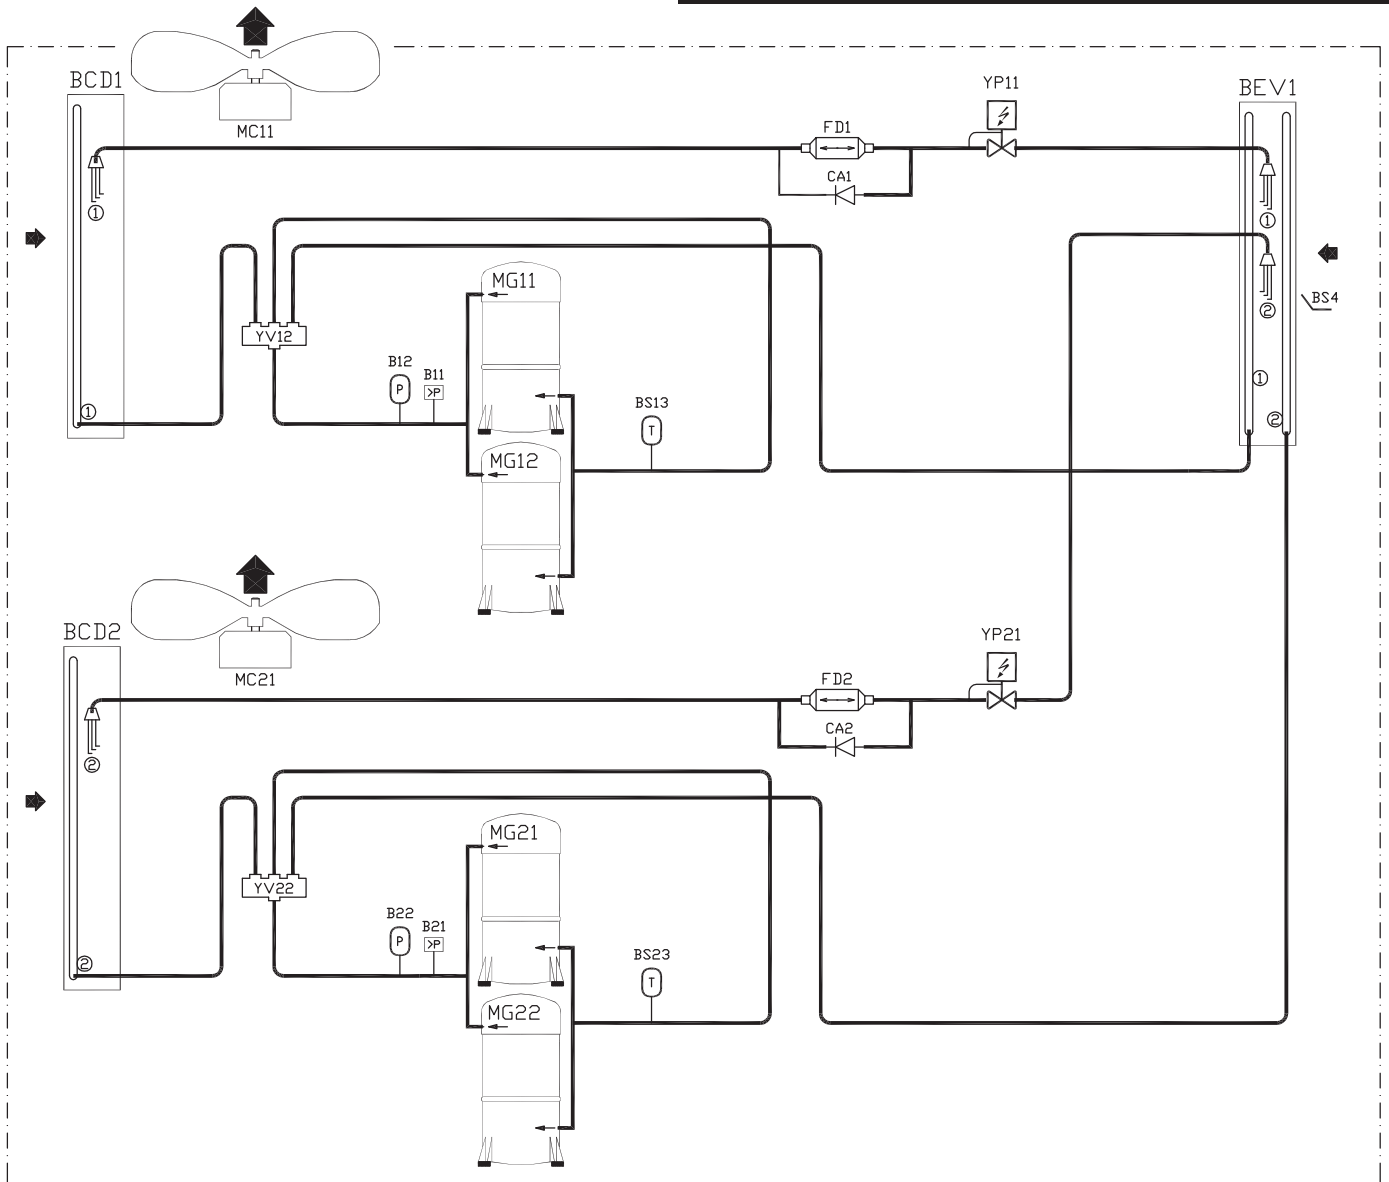 BCD1
MC11
YP11
BEV1
FD1
CA1
1
1
MG11
BS4
2
YV12
B12
P
B11
>P
1
1
BS13
T
2
MG12
BCD2
MC21
YP21
FD2
CA2
2
MG21
YV22
B22
P
B21
>P
2
BS23
T
MG22